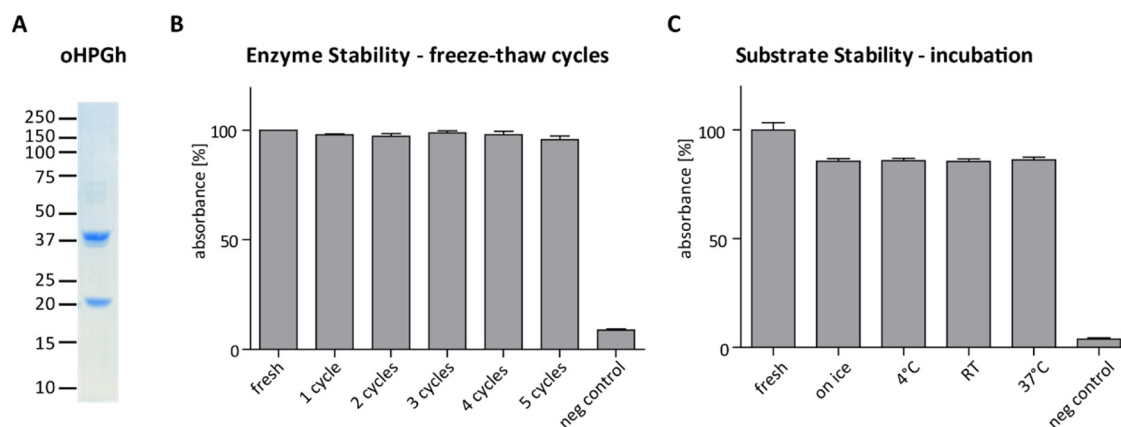 A
oHPGh
250
150
100
75
50
37
25
20
15
10
B
Enzyme Stability - freeze-thaw cycles
absorbance [%]
100
50
0
fresh
1 cycle
2 cycles
3 cycles
4 cycles
5 cycles
neg control
C
Substrate Stability - incubation
absorbance [%]
100
50
0
fresh
on ice
4°C
RT
37°C
neg control